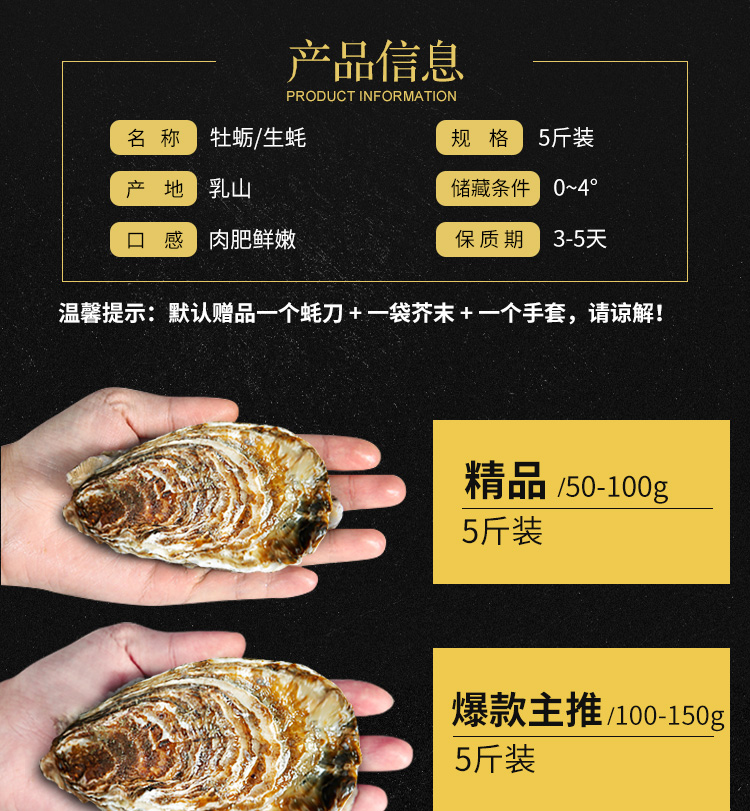 产品信息
PRODUCT INFORMATION
名 称 牡蛎/生蚝 规 格 5斤装
产 地 乳山 储藏条件 0~4°
口 感 肉肥鲜嫩 保质期 3-5天
温馨提示：默认赠品一个蚝刀 + 一袋芥末 + 一个手套，请谅解！
精品 /50-100g
5斤装
爆款主推 /100-150g
5斤装